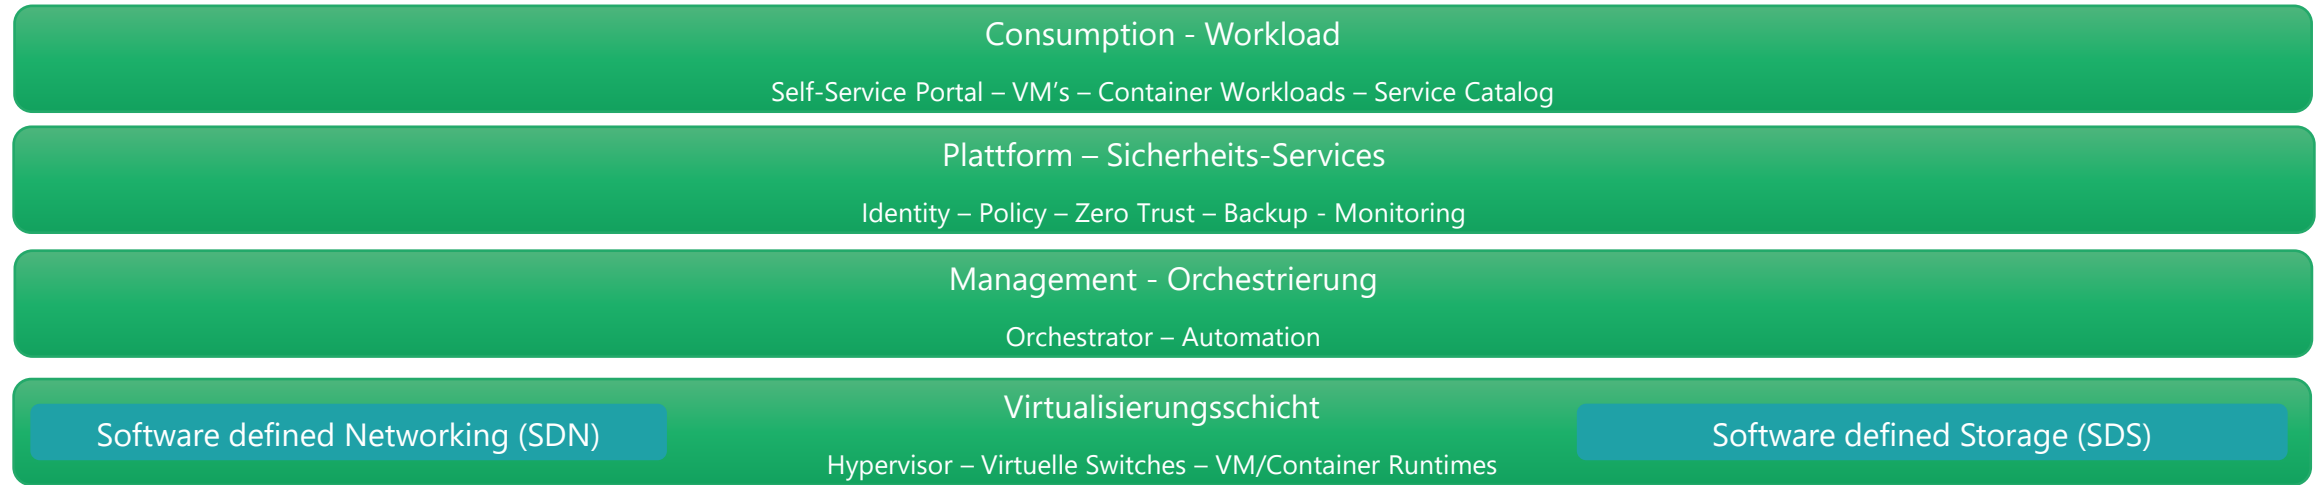 Consumption - Workload
Self-Service Portal – VM’s – Container Workloads – Service Catalog
Plattform – Sicherheits-Services
Identity – Policy – Zero Trust – Backup - Monitoring
Management - Orchestrierung
Orchestrator – Automation
Virtualisierungsschicht
Software defined Networking (SDN)
Software defined Storage (SDS)
Hypervisor – Virtuelle Switches – VM/Container Runtimes